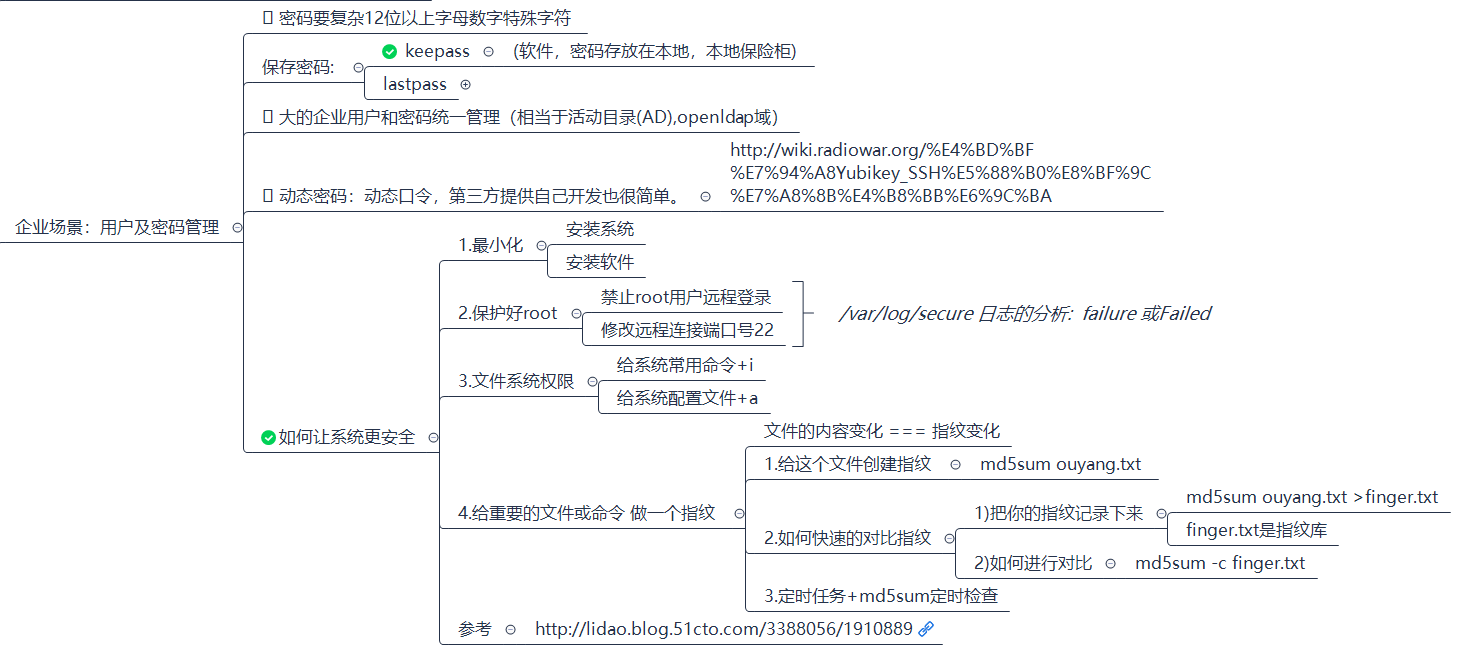 密码要复杂12位以上字母数字特殊字符
保存密码:
keepass
(软件，密码存放在本地，本地保险柜)
lastpass
大的企业用户和密码统一管理（相当于活动目录(AD),openldap域）
动态密码：动态口令，第三方提供自己开发也很简单。
http://wiki.radiowar.org/%E4%BD%BF
%E7%94%A8Yubikey_SSH%E5%88%B0%E8%BF%9C
%E7%A8%8B%E4%B8%BB%E6%9C%BA
企业场景：用户及密码管理
如何让系统更安全
1.最小化
安装系统
安装软件
2.保护好root
禁止root用户远程登录
修改远程连接端口号22
/var/log/secure 日志的分析：failure 或Failed
3.文件系统权限
给系统常用命令+i
给系统配置文件+a
4.给重要的文件或命令 做一个指纹
文件的内容变化 === 指纹变化
1.给这个文件创建指纹
md5sum ouyang.txt
2.如何快速的对比指纹
1)把你的指纹记录下来
md5sum ouyang.txt >finger.txt
finger.txt是指纹库
2)如何进行对比
md5sum -c finger.txt
3.定时任务+md5sum定时检查
参考
http://lidao.blog.51cto.com/3388056/1910889